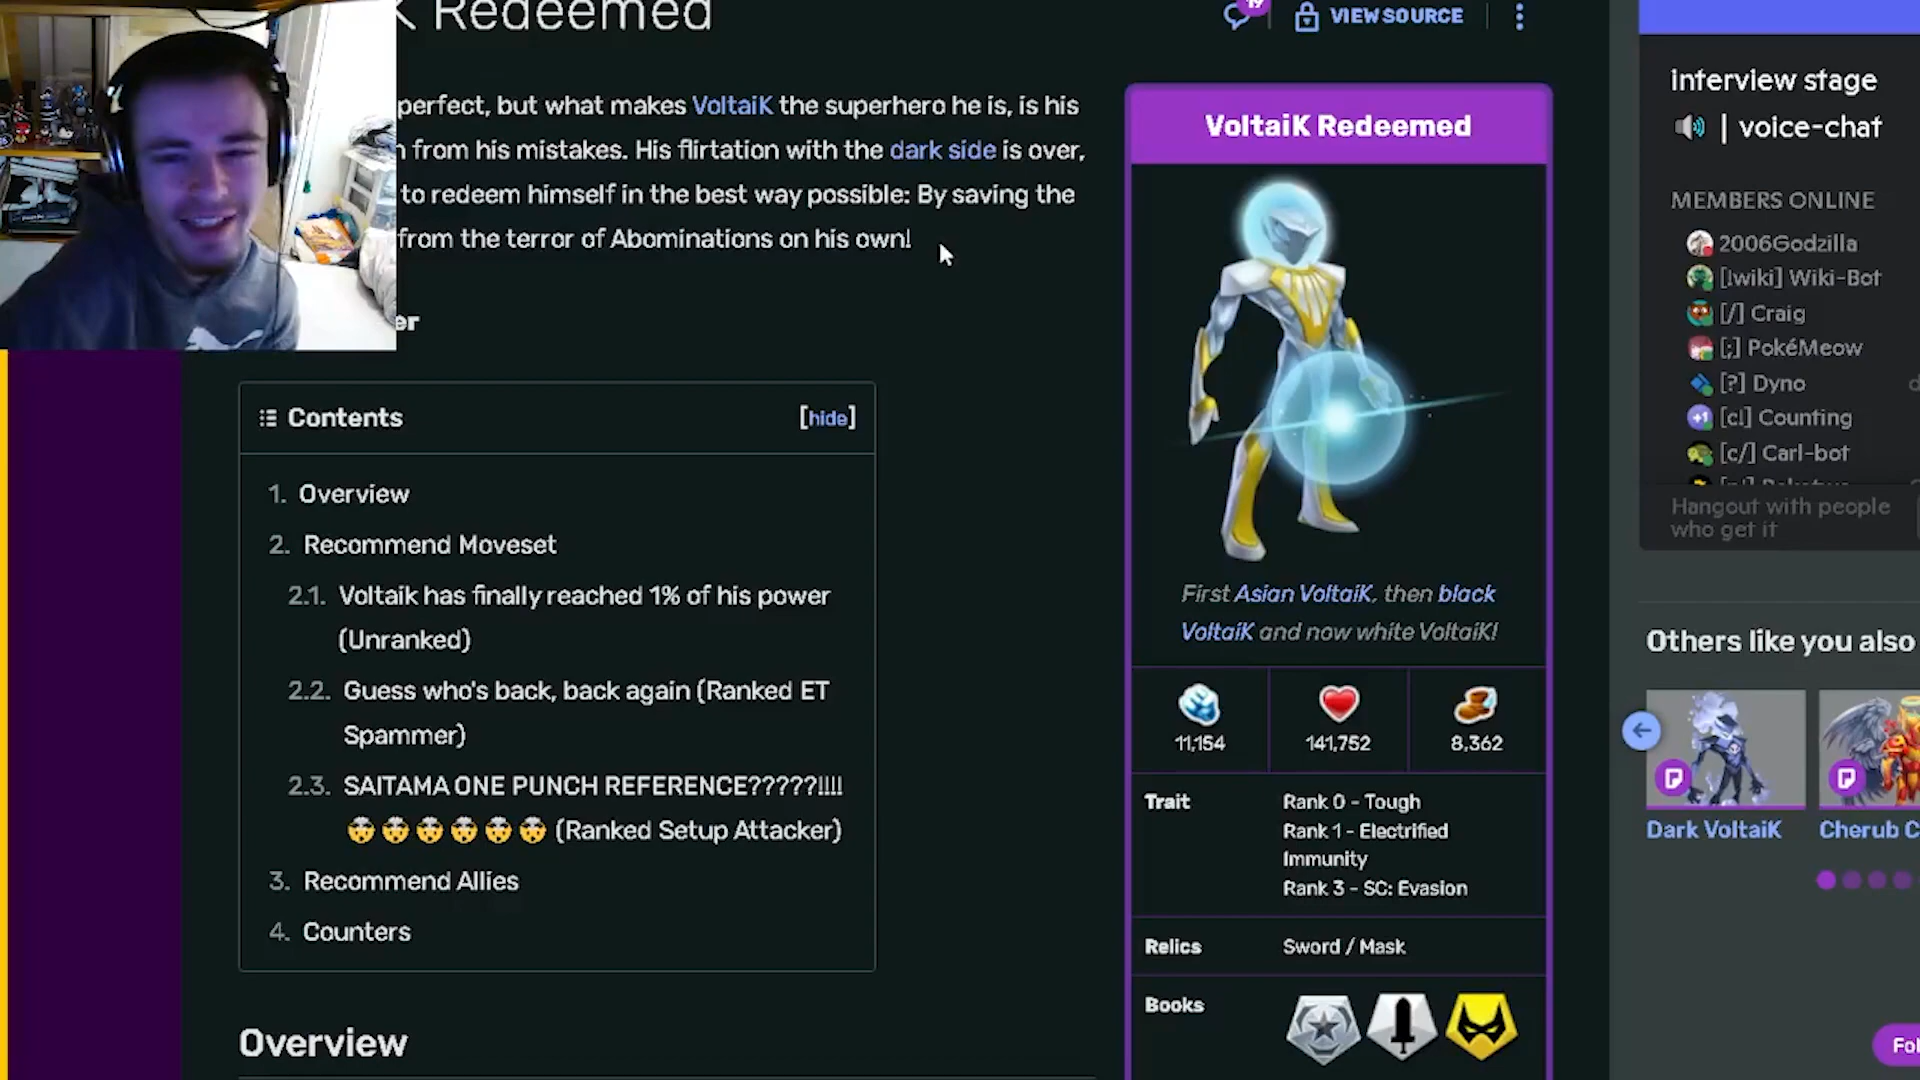 K Redeemed
19
VIEW SOURCE
perfect, but what makes VoltaiK the superhero he is, is his
from his mistakes. His flirtation with the dark side is over,
to redeem himself in the best way possible: By saving the
from the terror of Abominations on his own!
er
Contents
[hide]
1. Overview
2. Recommend Moveset
2.1. Voltaik has finally reached 1% of his power
(Unranked)
2.2. Guess who's back, back again (Ranked ET
Spammer)
2.3. SAITAMA ONE PUNCH REFERENCE?????!!!!
🤯🤯🤯🤯🤯🤯 (Ranked Setup Attacker)
3. Recommend Allies
4. Counters
Overview
VoltaiK Redeemed
First Asian VoltaiK, then black
VoltaiK and now white VoltaiK!
11,154 141,752 8,362
Trait
Rank 0 - Tough
Rank 1 - Electrified
Immunity
Rank 3 - SC: Evasion
Relics Sword / Mask
Books
interview stage
| voice-chat
MEMBERS ONLINE
2006Godzilla
[!wiki] Wiki-Bot
[/] Craig
[;] PokéMeow
[?] Dyno
+1 [c!] Counting
[c/] Carl-bot
Hangout with people
who get it
Others like you also
Dark VoltaiK
Cherub C
Fol